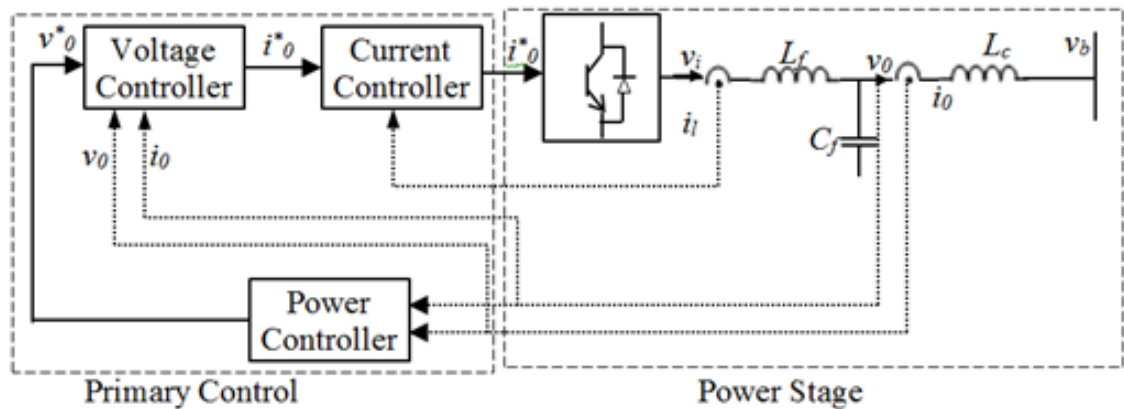 v*0
Voltage
Controller
i*0
Current
Controller
i*0
vi
Lf
v0
Lc
vb
il
i0
Cf
v0
i0
Power
Controller
Primary Control
Power Stage